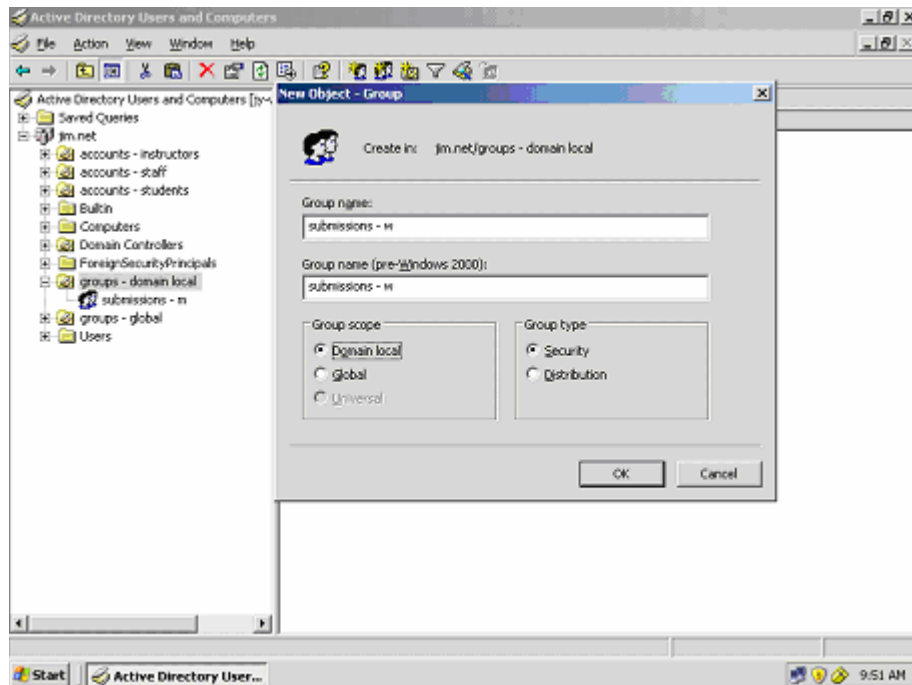 Active Directory Users and Computers
File Action View Window Help
Active Directory Users and Computers [jy-
Saved Queries
jim.net
accounts - instructors
accounts - staff
accounts - students
Builtin
Computers
Domain Controllers
ForeignSecurityPrincipals
groups - domain local
submissions - m
groups - global
Users
New Object - Group
Create in: jim.net/groups - domain local
Group name:
submissions - M
Group name (pre-Windows 2000):
submissions - M
Group scope
Domain local
Global
Universal
Group type
Security
Distribution
OK
Cancel
Start
Active Directory User...
9:51 AM